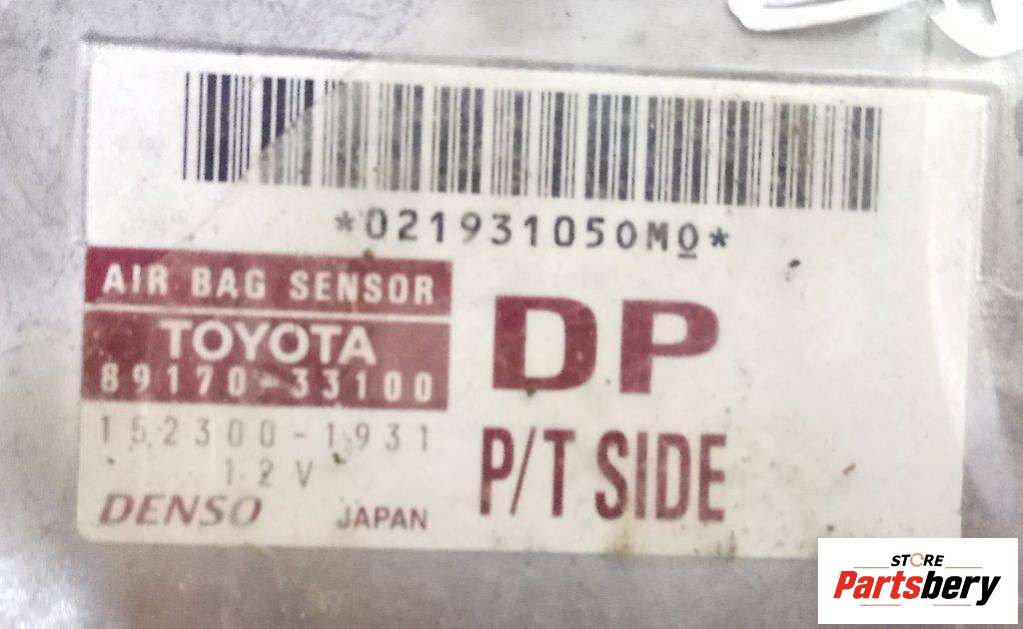 *021931050M0*
AIR BAG SENSOR
TOYOTA
89170-33100
152300-1931
12V
DENSO JAPAN
DP
P/T SIDE
STORE
Partsbery